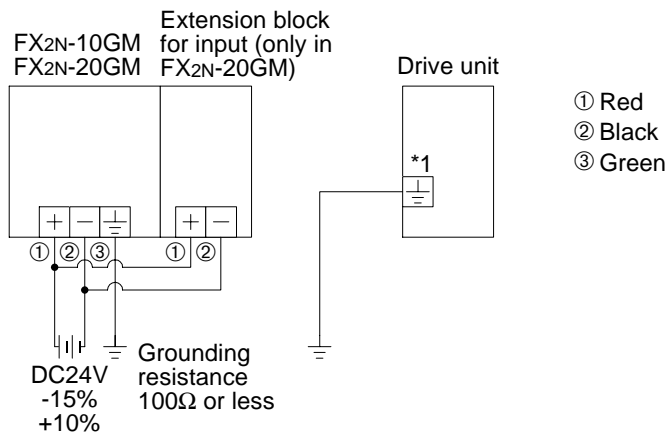 FX2N-10GM
FX2N-20GM
Extension block
for input (only in
FX2N-20GM)
Drive unit
① Red
② Black
③ Green
*1
+ −
+ −
① ② ③
① ②
DC24V
-15%
+10%
Grounding
resistance
100Ω or less